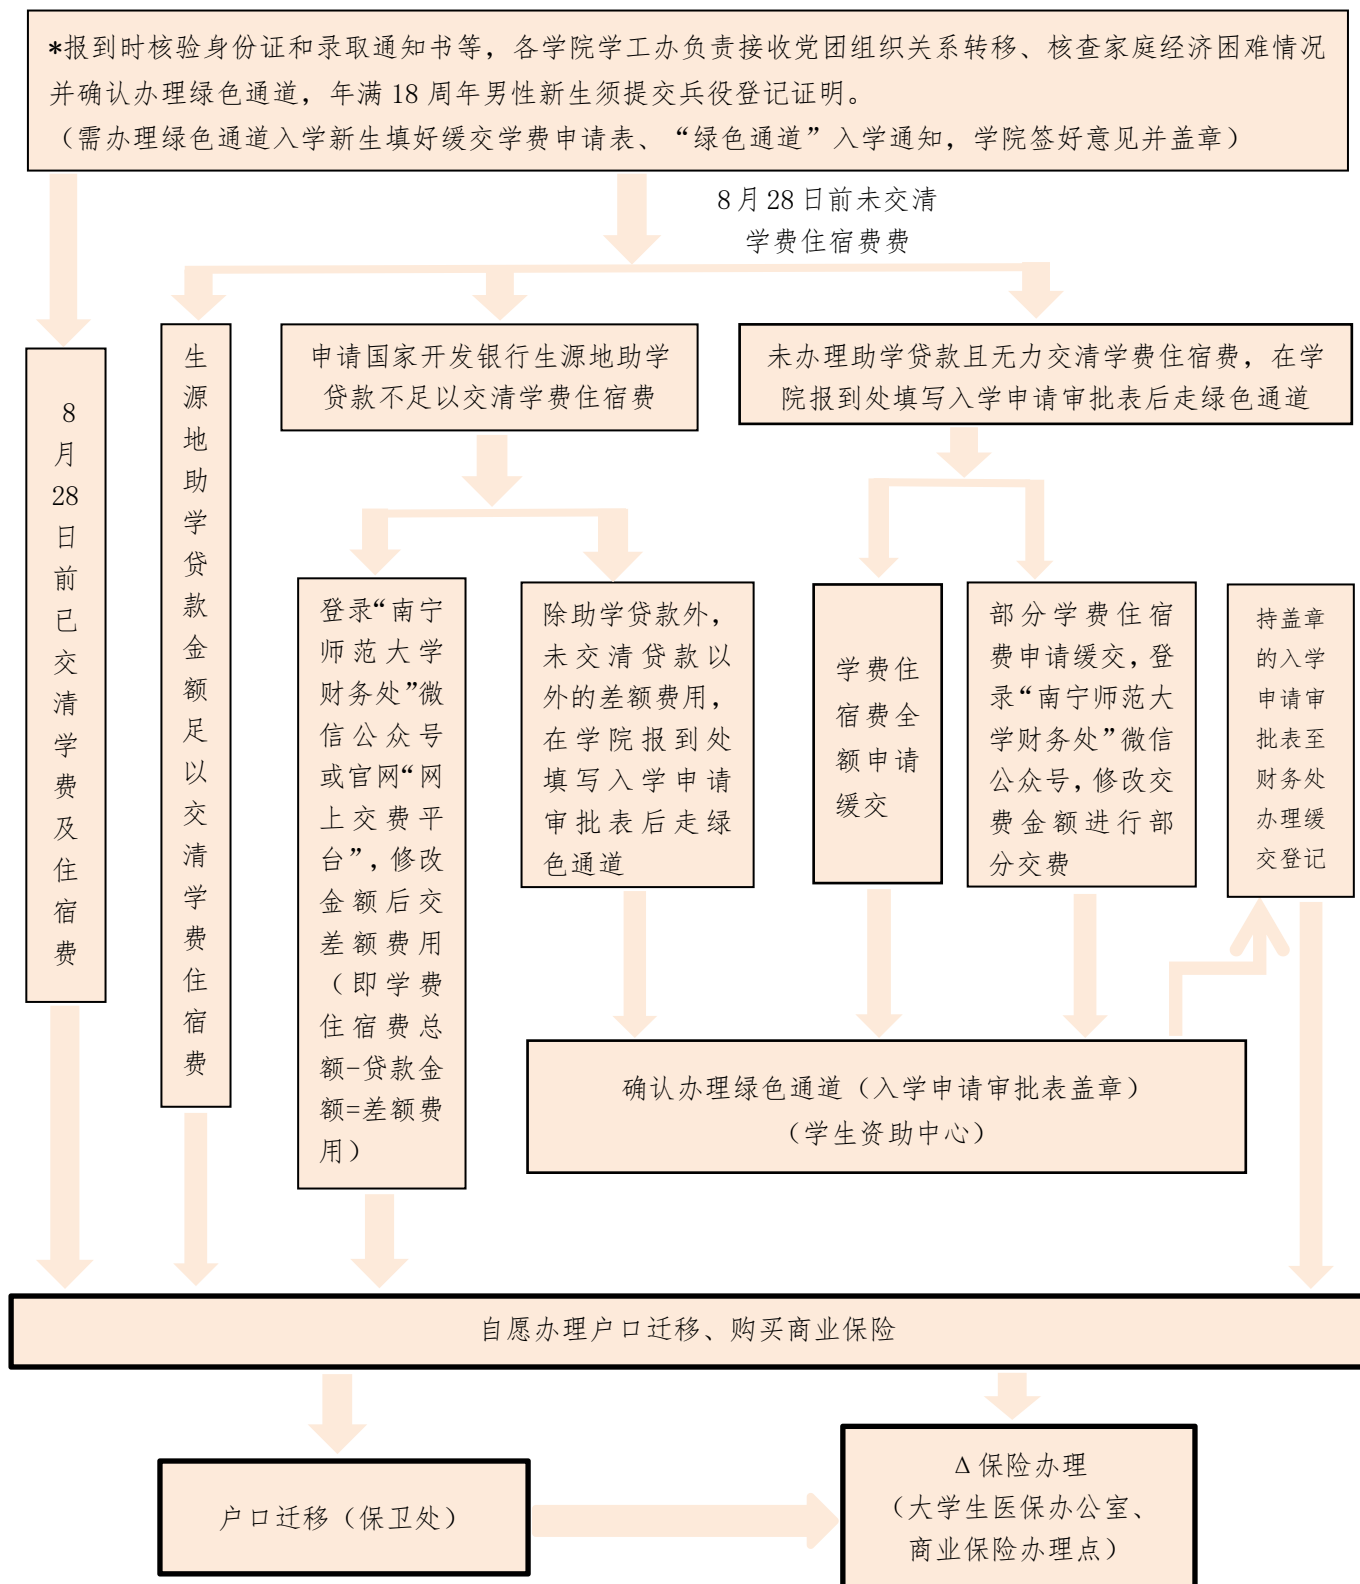 *报到时核验身份证和录取通知书等，各学院学工办负责接收党团组织关系转移、核查家庭经济困难情况
并确认办理绿色通道，年满 18 周年男性新生须提交兵役登记证明。
（需办理绿色通道入学新生填好缓交学费申请表、“绿色通道”入学通知，学院签好意见并盖章）
8月28日前未交清
学费住宿费费
8
月
28
日
前
已
交
清
学
费
及
住
宿
费
生
源
地
助
学
贷
款
金
额
足
以
交
清
学
费
住
宿
费
申请国家开发银行生源地助学
贷款不足以交清学费住宿费
未办理助学贷款且无力交清学费住宿费，在学
院报到处填写入学申请审批表后走绿色通道
登录“南宁
师范大学
财务处”微
信公众号
或官网“网
上交费平
台”，修改
金额后交
差额费用
（即学费
住宿费总
额-贷款金
额=差额费
用）
除助学贷款外，
未交清贷款以
外的差额费用，
在学院报到处
填写入学申请
审批表后走绿
色通道
学费住
宿费全
额申请
缓交
部分学费住宿
费申请缓交，登
录“南宁师范大
学财务处”微信
公众号，修改交
费金额进行部
分交费
持盖章
的入学
申请审
批表至
财务处
办理缓
交登记
确认办理绿色通道（入学申请审批表盖章）
（学生资助中心）
自愿办理户口迁移、购买商业保险
户口迁移（保卫处）
Δ保险办理
（大学生医保办公室、
商业保险办理点）